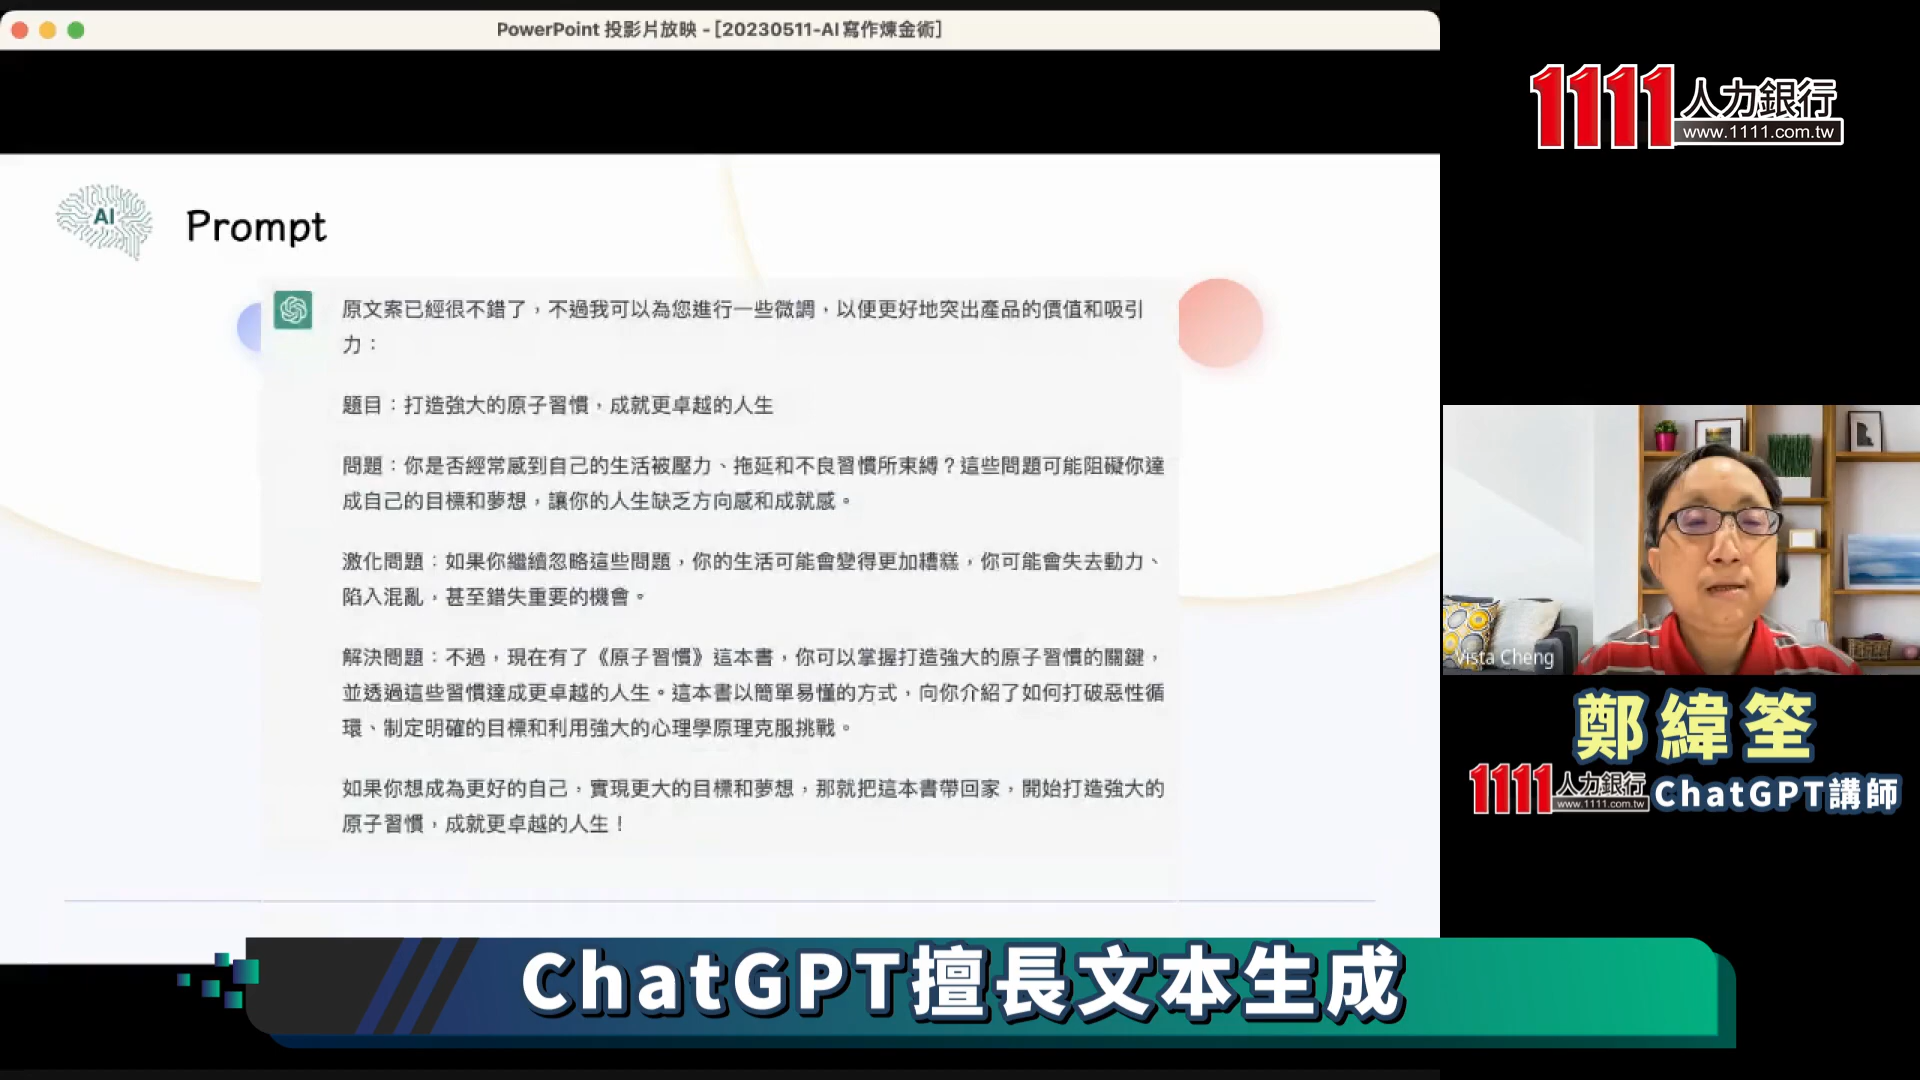 PowerPoint 投影片放映 - [20230511-AI寫作煉金術]
1111人力銀行
www.1111.com.tw
AI
Prompt
原文案已經很不錯了，不過我可以為您進行一些微調，以便更好地突出產品的價值和吸引
力：
題目：打造強大的原子習慣，成就更卓越的人生
問題：你是否經常感到自己的生活被壓力、拖延和不良習慣所束縛？這些問題可能阻礙你達
成自己的目標和夢想，讓你的人生缺乏方向感和成就感。
激化問題：如果你繼續忽略這些問題，你的生活可能會變得更加糟糕，你可能會失去動力、
陷入混亂，甚至錯失重要的機會。
解決問題：不過，現在有了《原子習慣》這本書，你可以掌握打造強大的原子習慣的關鍵，
並透過這些習慣達成更卓越的人生。這本書以簡單易懂的方式，向你介紹了如何打破惡性循
環、制定明確的目標和利用強大的心理學原理克服挑戰。
如果你想成為更好的自己，實現更大的目標和夢想，那就把這本書帶回家，開始打造強大的
原子習慣，成就更卓越的人生！
Vista Cheng
鄭緯筌
1111人力銀行
www.1111.com.tw
ChatGPT講師
ChatGPT擅長文本生成